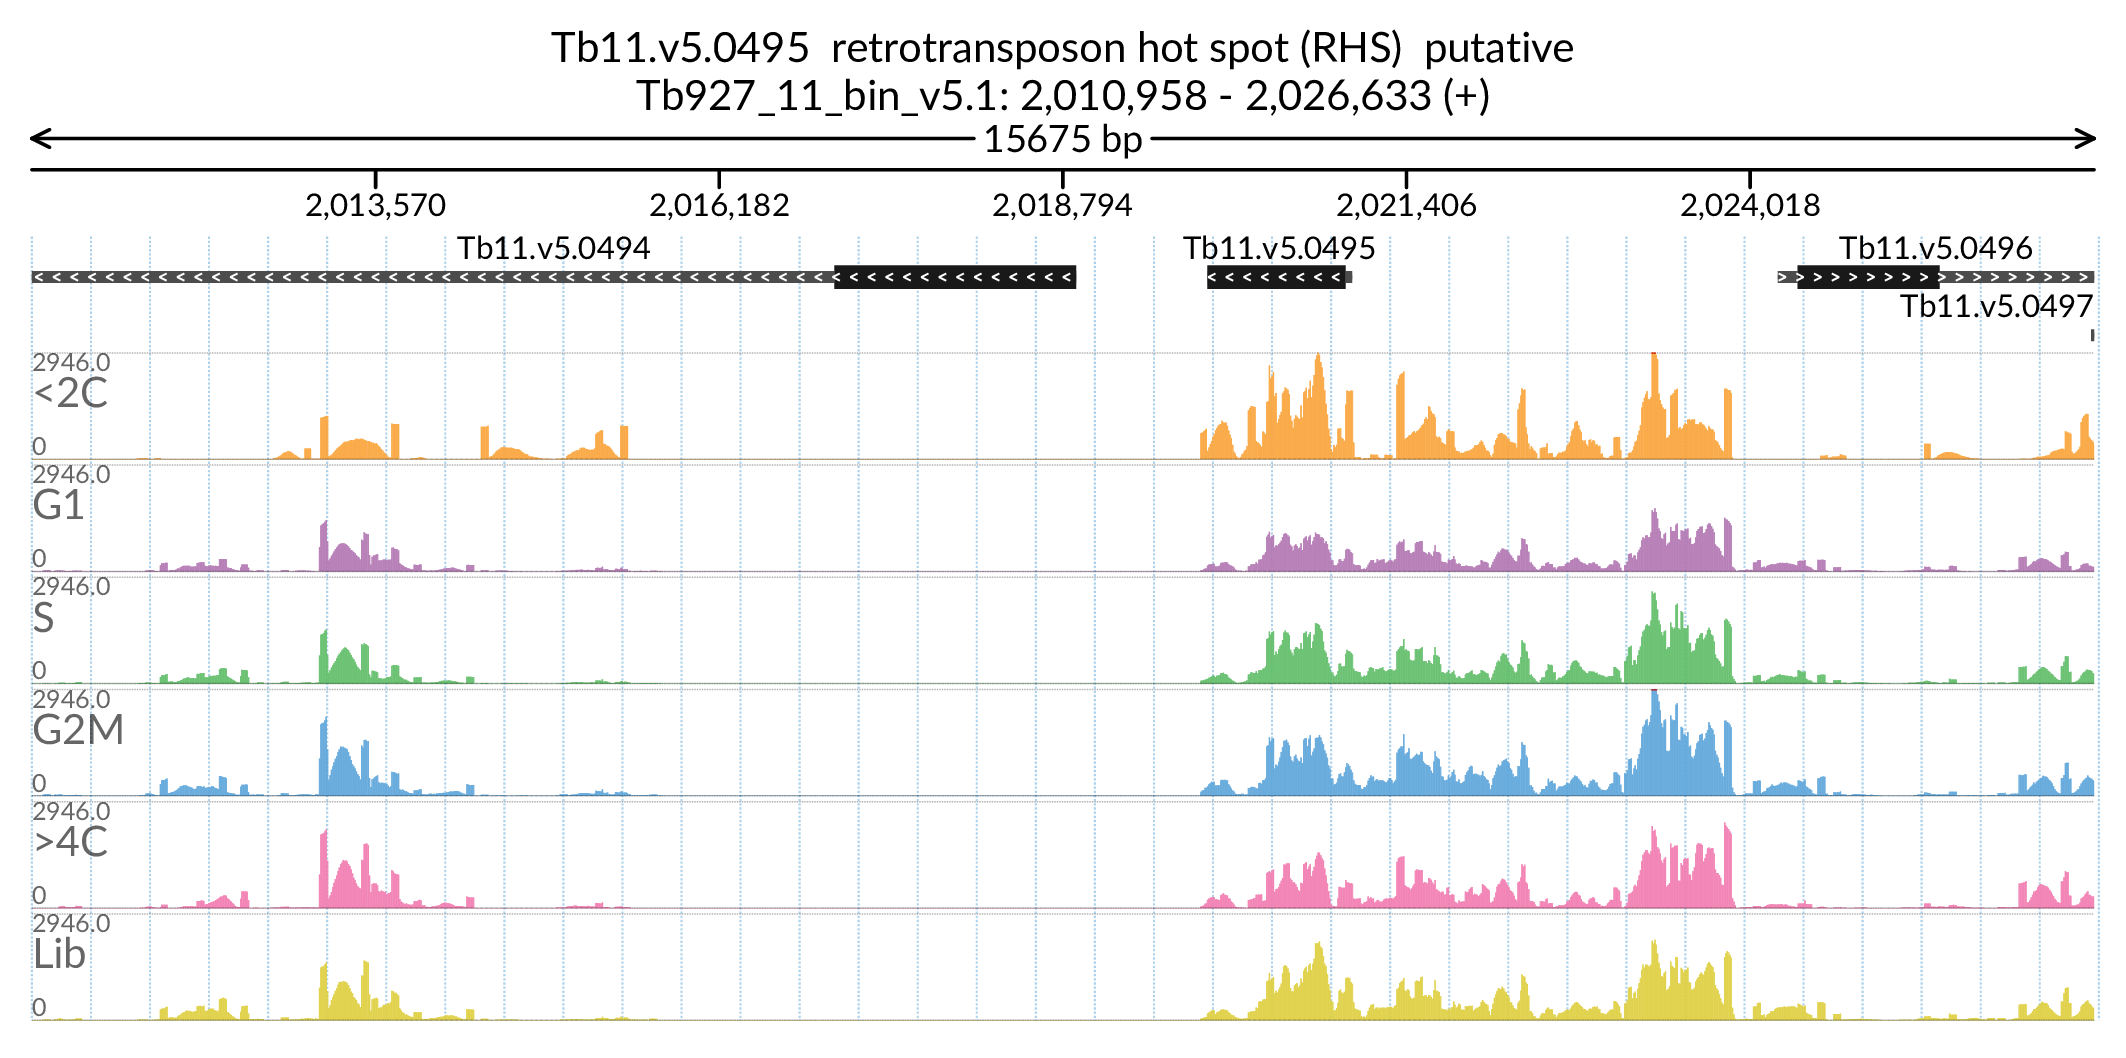 Tb11.v5.0495 retrotransposon hot spot (RHS) putative
Tb927_11_bin_v5.1: 2,010,958 - 2,026,633 (+)
15675 bp
2,013,570 2,016,182 2,018,794 2,021,406 2,024,018
Tb11.v5.0494 Tb11.v5.0495 Tb11.v5.0496
Tb11.v5.0497
2946.0
<2C
0
2946.0
G1
0
2946.0
S
0
2946.0
G2M
0
2946.0
>4C
0
2946.0
Lib
0